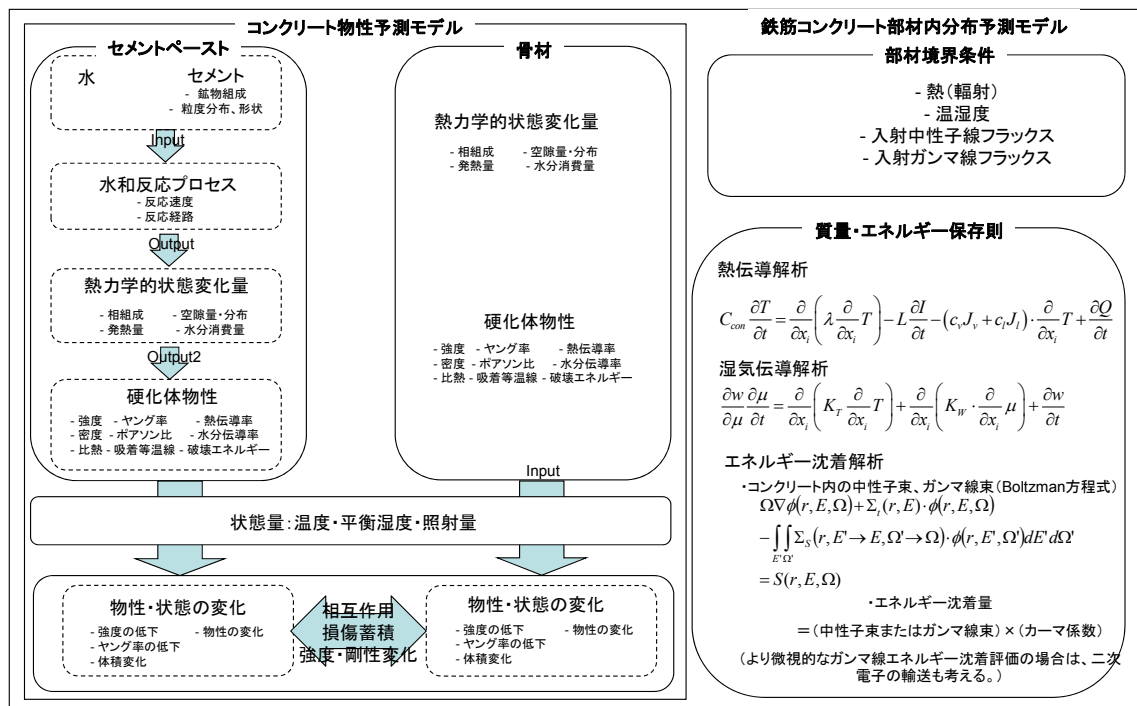 コンクリート物性予測モデル
セメントペースト
水
セメント
- 鉱物組成
- 粒度分布、形状
Input
水和反応プロセス
- 反応速度
- 反応経路
Output
熱力学的状態変化量
- 相組成 - 空隙量・分布
- 発熱量 - 水分消費量
Output2
硬化体物性
- 強度 - ヤング率 - 熱伝導率
- 密度 - ポアソン比 - 水分伝導率
- 比熱 - 吸着等温線 - 破壊エネルギー
骨材
熱力学的状態変化量
- 相組成 - 空隙量・分布
- 発熱量 - 水分消費量
硬化体物性
- 強度 - ヤング率 - 熱伝導率
- 密度 - ポアソン比 - 水分伝導率
- 比熱 - 吸着等温線 - 破壊エネルギー
Input
状態量：温度・平衡湿度・照射量
物性・状態の変化
- 強度の低下 - 物性の変化
- ヤング率の低下
- 体積変化
相互作用
損傷蓄積
強度・剛性変化
物性・状態の変化
- 強度の低下 - 物性の変化
- ヤング率の低下
- 体積変化
鉄筋コンクリート部材内分布予測モデル
部材境界条件
- 熱（輻射）
- 温湿度
- 入射中性子線フラックス
- 入射ガンマ線フラックス
質量・エネルギー保存則
熱伝導解析
C_{con} ∂T/∂t = ∂/∂x_i (λ ∂/∂x_i T) − L ∂I/∂t − (c_v J_v + c_l J_l)・∂/∂x_i T + ∂Q/∂t
湿気伝導解析
∂w/∂μ ∂μ/∂t = ∂/∂x_i (K_T ∂/∂x_i T) + ∂/∂x_i (K_W・∂/∂x_i μ) + ∂w/∂t
エネルギー沈着解析
・コンクリート内の中性子束、ガンマ線束（Boltzman方程式）
Ω∇φ(r, E, Ω) + Σ_t(r, E)・φ(r, E, Ω)
− ∬_{E'Ω'} Σ_S(r, E'→E, Ω'→Ω)・φ(r, E', Ω')dE'dΩ'
= S(r, E, Ω)
・エネルギー沈着量
＝（中性子束またはガンマ線束）×（カーマ係数）
（より微視的なガンマ線エネルギー沈着評価の場合は、二次
電子の輸送も考える。）